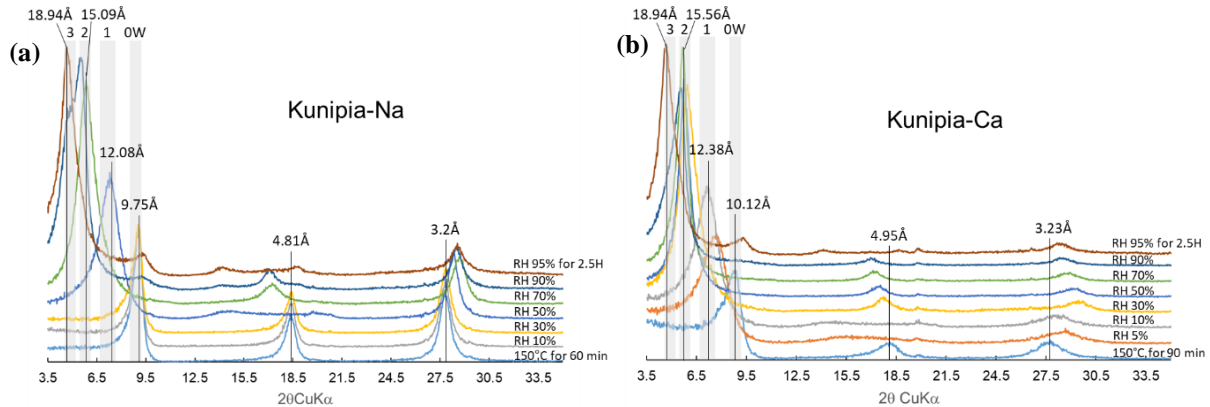 (a)
18.94Å
15.09Å
3 2 1 0W
Kunipia-Na
12.08Å
9.75Å
4.81Å
3.2Å
RH 95% for 2.5H
RH 90%
RH 70%
RH 50%
RH 30%
RH 10%
150°C for 60 min
3.5 6.5 9.5 12.5 15.5 18.5 21.5 24.5 27.5 30.5 33.5
2θCuKα
(b)
18.94Å
15.56Å
3 2 1 0W
Kunipia-Ca
12.38Å
10.12Å
4.95Å
3.23Å
RH 95% for 2.5H
RH 90%
RH 70%
RH 50%
RH 30%
RH 10%
RH 5%
150°C for 90 min
3.5 6.5 9.5 12.5 15.5 18.5 21.5 24.5 27.5 30.5 33.5
2θ CuKα